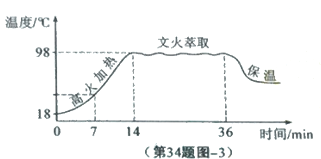 温度/℃
98
文火萃取
高火加热
保温
18
0 7 14 36 时间/min
(第34题图-3)